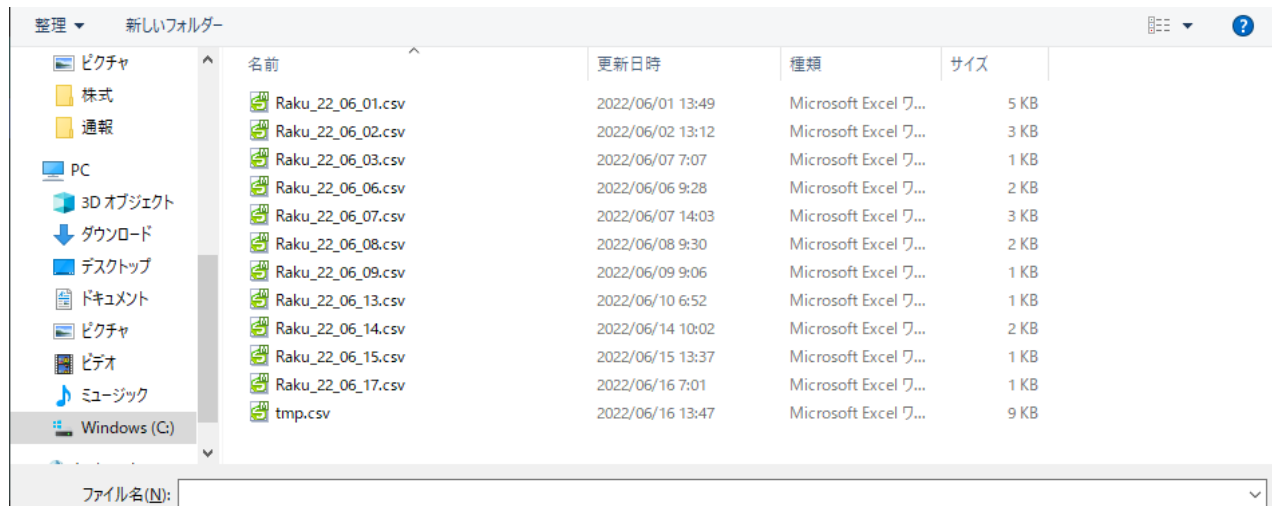 整理 新しいフォルダー
ピクチャ
株式
通報
PC
3D オブジェクト
ダウンロード
デスクトップ
ドキュメント
ピクチャ
ビデオ
ミュージック
Windows (C:)
名前 更新日時 種類 サイズ
Raku_22_06_01.csv 2022/06/01 13:49 Microsoft Excel ワ... 5 KB
Raku_22_06_02.csv 2022/06/02 13:12 Microsoft Excel ワ... 3 KB
Raku_22_06_03.csv 2022/06/07 7:07 Microsoft Excel ワ... 1 KB
Raku_22_06_06.csv 2022/06/06 9:28 Microsoft Excel ワ... 2 KB
Raku_22_06_07.csv 2022/06/07 14:03 Microsoft Excel ワ... 3 KB
Raku_22_06_08.csv 2022/06/08 9:30 Microsoft Excel ワ... 2 KB
Raku_22_06_09.csv 2022/06/09 9:06 Microsoft Excel ワ... 1 KB
Raku_22_06_13.csv 2022/06/10 6:52 Microsoft Excel ワ... 1 KB
Raku_22_06_14.csv 2022/06/14 10:02 Microsoft Excel ワ... 2 KB
Raku_22_06_15.csv 2022/06/15 13:37 Microsoft Excel ワ... 1 KB
Raku_22_06_17.csv 2022/06/16 7:01 Microsoft Excel ワ... 1 KB
tmp.csv 2022/06/16 13:47 Microsoft Excel ワ... 9 KB
ファイル名(N):